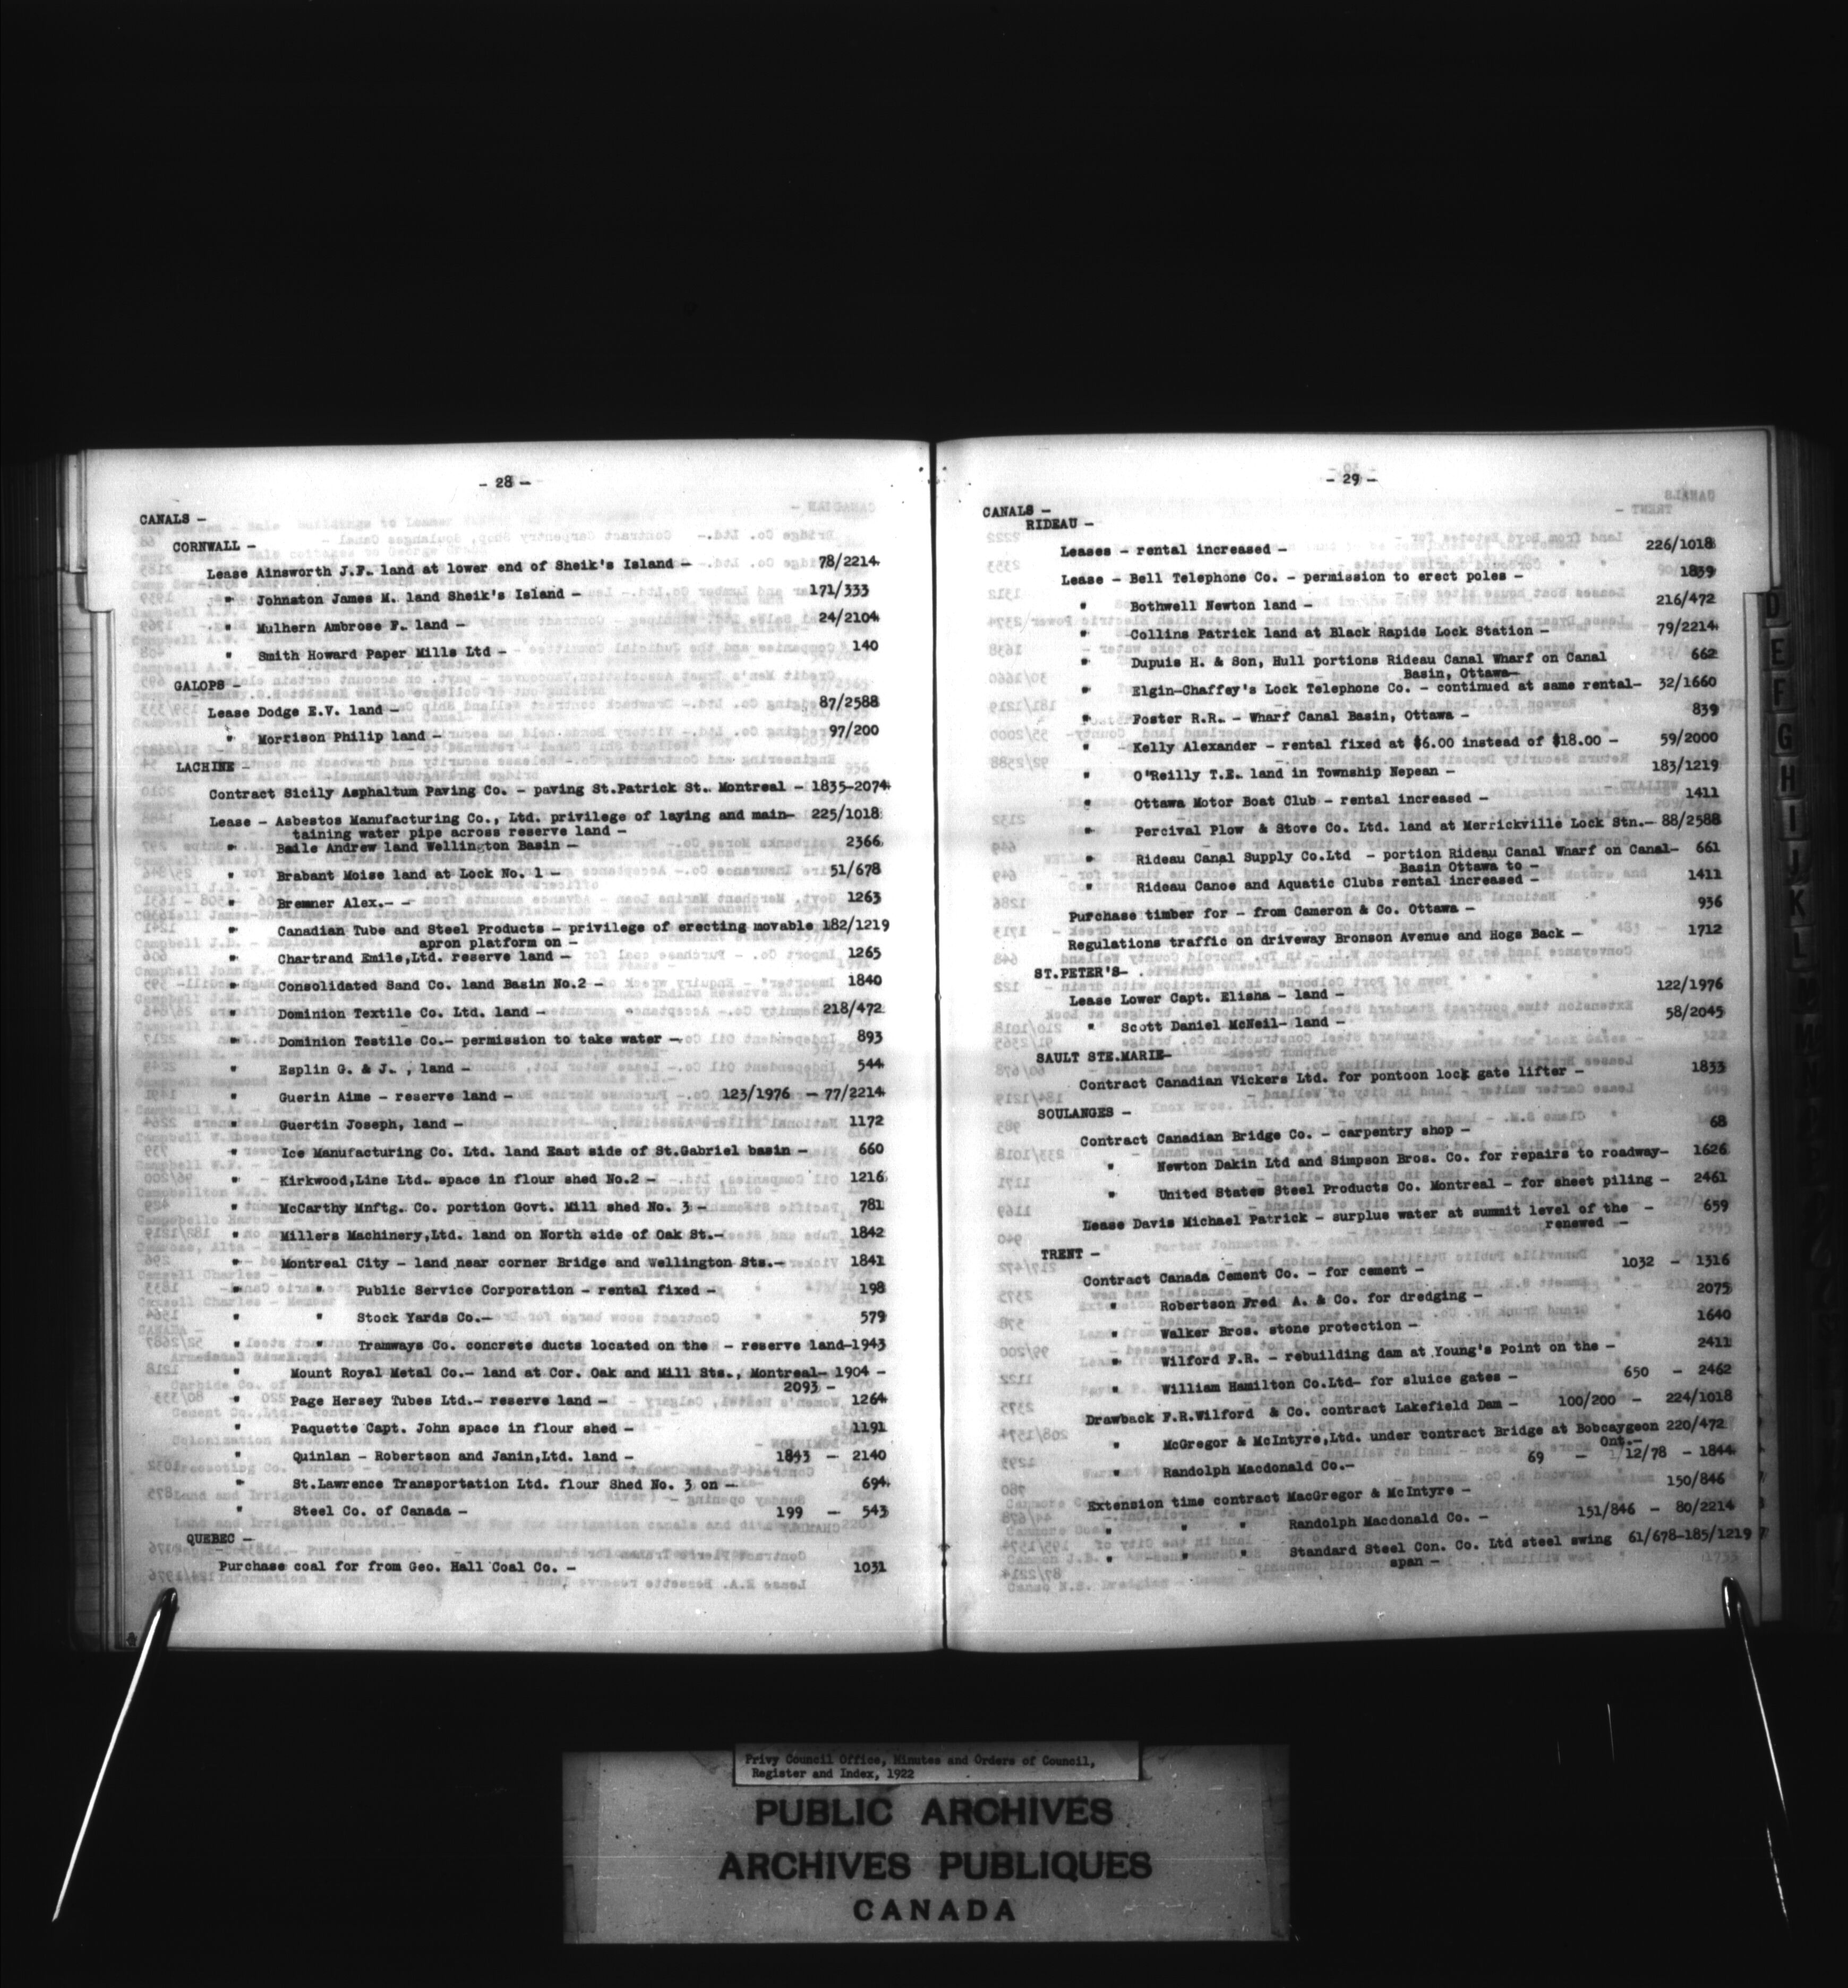 - 28 -
CANALS -
CORNWALL -
Lease Ainsworth J.F. land at lower end of Sheik's Island - 78/2214
" Johnston James M. land Sheik's Island - 171/333
" Mulhern Ambrose F. land - 24/2104
" Smith Howard Paper Mills Ltd - 140
GALOPS -
Lease Dodge E.V. land - 87/2588
" Morrison Philip land - 97/200
LACHINE -
Contract Sicily Asphaltum Paving Co. - paving St.Patrick St. Montreal - 1835-2074
Lease - Asbestos Manufacturing Co., Ltd. privilege of laying and main- 225/1018
taining water pipe across reserve land -
" Baile Andrew land Wellington Basin - 2366
" Brabant Moise land at Lock No. 1 - 51/678
" Bremner Alex.- - 1263
" Canadian Tube and Steel Products - privilege of erecting movable 182/1219
apron platform on -
" Chartrand Emile,Ltd. reserve land - 1265
" Consolidated Sand Co. land Basin No.2 - 1840
" Dominion Textile Co. Ltd. land - 218/472
" Dominion Testile Co.- permission to take water - 893
" Esplin G. & J. , land - 544
" Guerin Aime - reserve land - 123/1976 - 77/2214
" Guertin Joseph, land - 1172
" Ice Manufacturing Co. Ltd. land East side of St.Gabriel basin - 660
" Kirkwood,Line Ltd. space in flour shed No.2 - 1216
" McCarthy Mnftg. Co. portion Govt. Mill shed No. 3 - 781
" Millers Machinery,Ltd. land on North side of Oak St.- 1842
" Montreal City - land near corner Bridge and Wellington Sts.- 1841
" " Public Service Corporation - rental fixed - 198
" " Stock Yards Co.- 579
" " Tramways Co. concrete ducts located on the - reserve land-1943
" Mount Royal Metal Co.- land at Cor. Oak and Mill Sts., Montreal- 1904 -
2093 -
" Page Hersey Tubes Ltd.- reserve land - 1264
" Paquette Capt. John space in flour shed - 1191
" Quinlan - Robertson and Janin,Ltd. land - 1843 - 2140
" St.Lawrence Transportation Ltd. flour Shed No. 3 on - 694
" Steel Co. of Canada - 199 - 543
QUEBEC -
Purchase coal for from Geo. Hall Coal Co. - 1031
- 29 -
CANALS -
RIDEAU -
Leases - rental increased - 226/1018
Lease - Bell Telephone Co. - permission to erect poles - 1839
" Bothwell Newton land - 216/472
" Collins Patrick land at Black Rapids Lock Station - 79/2214
" Dupuis H. & Son, Hull portions Rideau Canal Wharf on Canal 662
Basin, Ottawa-
" Elgin-Chaffey's Lock Telephone Co. - continued at same rental- 32/1660
" Foster R.R. - Wharf Canal Basin, Ottawa - 839
" Kelly Alexander - rental fixed at $6.00 instead of $18.00 - 59/2000
" O'Reilly T.E. land in Township Nepean - 183/1219
" Ottawa Motor Boat Club - rental increased - 1411
" Percival Plow & Stove Co. Ltd. land at Merrickville Lock Stn.- 88/2588
" Rideau Canal Supply Co.Ltd - portion Rideau Canal Wharf on Canal- 661
Basin Ottawa to -
" Rideau Canoe and Aquatic Clubs rental increased - 1411
Purchase timber for - from Cameron & Co. Ottawa - 936
Regulations traffic on driveway Bronson Avenue and Hogs Back - 1712
ST.PETER'S-
Lease Lower Capt. Elisha - land - 122/1976
" Scott Daniel McNeil- land - 58/2045
SAULT STE.MARIE-
Contract Canadian Vickers Ltd. for pontoon lock gate lifter - 1833
SOULANGES -
Contract Canadian Bridge Co. - carpentry shop - 68
" Newton Dakin Ltd and Simpson Bros. Co. for repairs to roadway- 1626
" United States Steel Products Co. Montreal - for sheet piling - 2461
Lease Davis Michael Patrick - surplus water at summit level of the - 659
renewed -
TRENT -
Contract Canada Cement Co. - for cement - 1032 - 1316
" Robertson Fred A. & Co. for dredging - 2075
" Walker Bros. stone protection - 1640
" Wilford F.R. - rebuilding dam at Young's Point on the - 2411
" William Hamilton Co.Ltd- for sluice gates - 650 - 2462
Drawback F.R.Wilford & Co. contract Lakefield Dam - 100/200 - 224/1018
" McGregor & McIntyre,Ltd. under contract Bridge at Bobcaygeon 220/472
Ont.-
" Randolph Macdonald Co.- 69 - 12/78 - 1844
Extension time contract MacGregor & McIntyre - 150/846
" " " Randolph Macdonald Co. - 151/846 - 80/2214
" " " Standard Steel Con. Co. Ltd steel swing 61/678-185/1219
span -
D
E
F
G
H
I
J
K
L
M
Privy Council Office, Minutes and Orders of Council,
Register and Index, 1922
PUBLIC ARCHIVES
ARCHIVES PUBLIQUES
CANADA